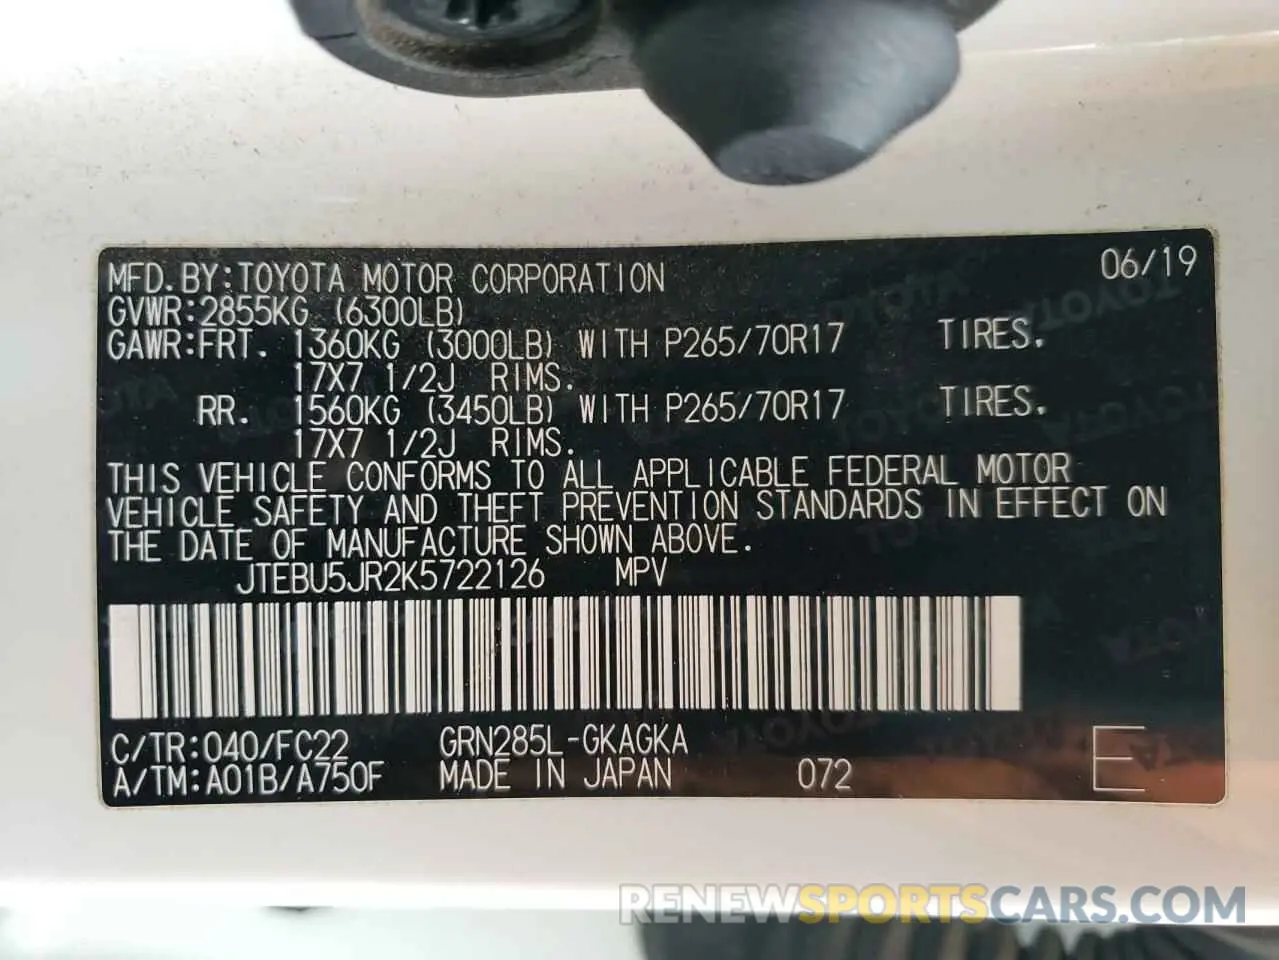 MFD.BY:TOYOTA MOTOR CORPORATION 06/19
GVWR:2855KG (6300LB)
GAWR:FRT. 1360KG (3000LB) WITH P265/70R17 TIRES.
17X7 1/2J RIMS.
RR. 1560KG (3450LB) WITH P265/70R17 TIRES.
17X7 1/2J RIMS.
THIS VEHICLE CONFORMS TO ALL APPLICABLE FEDERAL MOTOR
VEHICLE SAFETY AND THEFT PREVENTION STANDARDS IN EFFECT ON
THE DATE OF MANUFACTURE SHOWN ABOVE.
JTEBU5JR2K5722126 MPV
C/TR:040/FC22 GRN285L-GKAGKA
A/TM:A01B/A750F MADE IN JAPAN 072 E
RENEWSPORTSCARS.COM